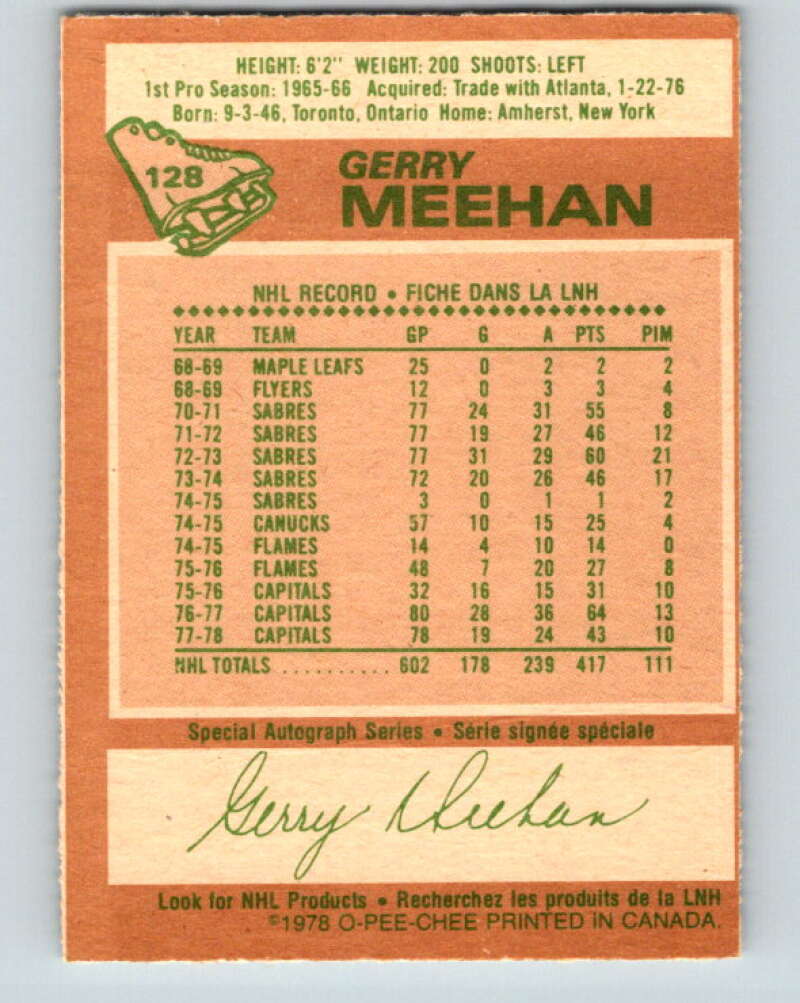 HEIGHT: 6'2" WEIGHT: 200 SHOOTS: LEFT
1st Pro Season: 1965-66 Acquired: Trade with Atlanta, 1-22-76
Born: 9-3-46, Toronto, Ontario Home: Amherst, New York
128
GERRY
MEEHAN
NHL RECORD • FICHE DANS LA LNH
YEAR TEAM GP G A PTS PIM
68-69 MAPLE LEAFS 25 0 2 2 2
68-69 FLYERS 12 0 3 3 4
70-71 SABRES 77 24 31 55 8
71-72 SABRES 77 19 27 46 12
72-73 SABRES 77 31 29 60 21
73-74 SABRES 72 20 26 46 17
74-75 SABRES 3 0 1 1 2
74-75 CANUCKS 57 10 15 25 4
74-75 FLAMES 14 4 10 14 0
75-76 FLAMES 48 7 20 27 8
75-76 CAPITALS 32 16 15 31 10
76-77 CAPITALS 80 28 36 64 13
77-78 CAPITALS 78 19 24 43 10
NHL TOTALS .......... 602 178 239 417 111
Special Autograph Series • Série signée spéciale
Gerry Meehan
Look for NHL Products • Recherchez les produits de la LNH
©1978 O-PEE-CHEE PRINTED IN CANADA.